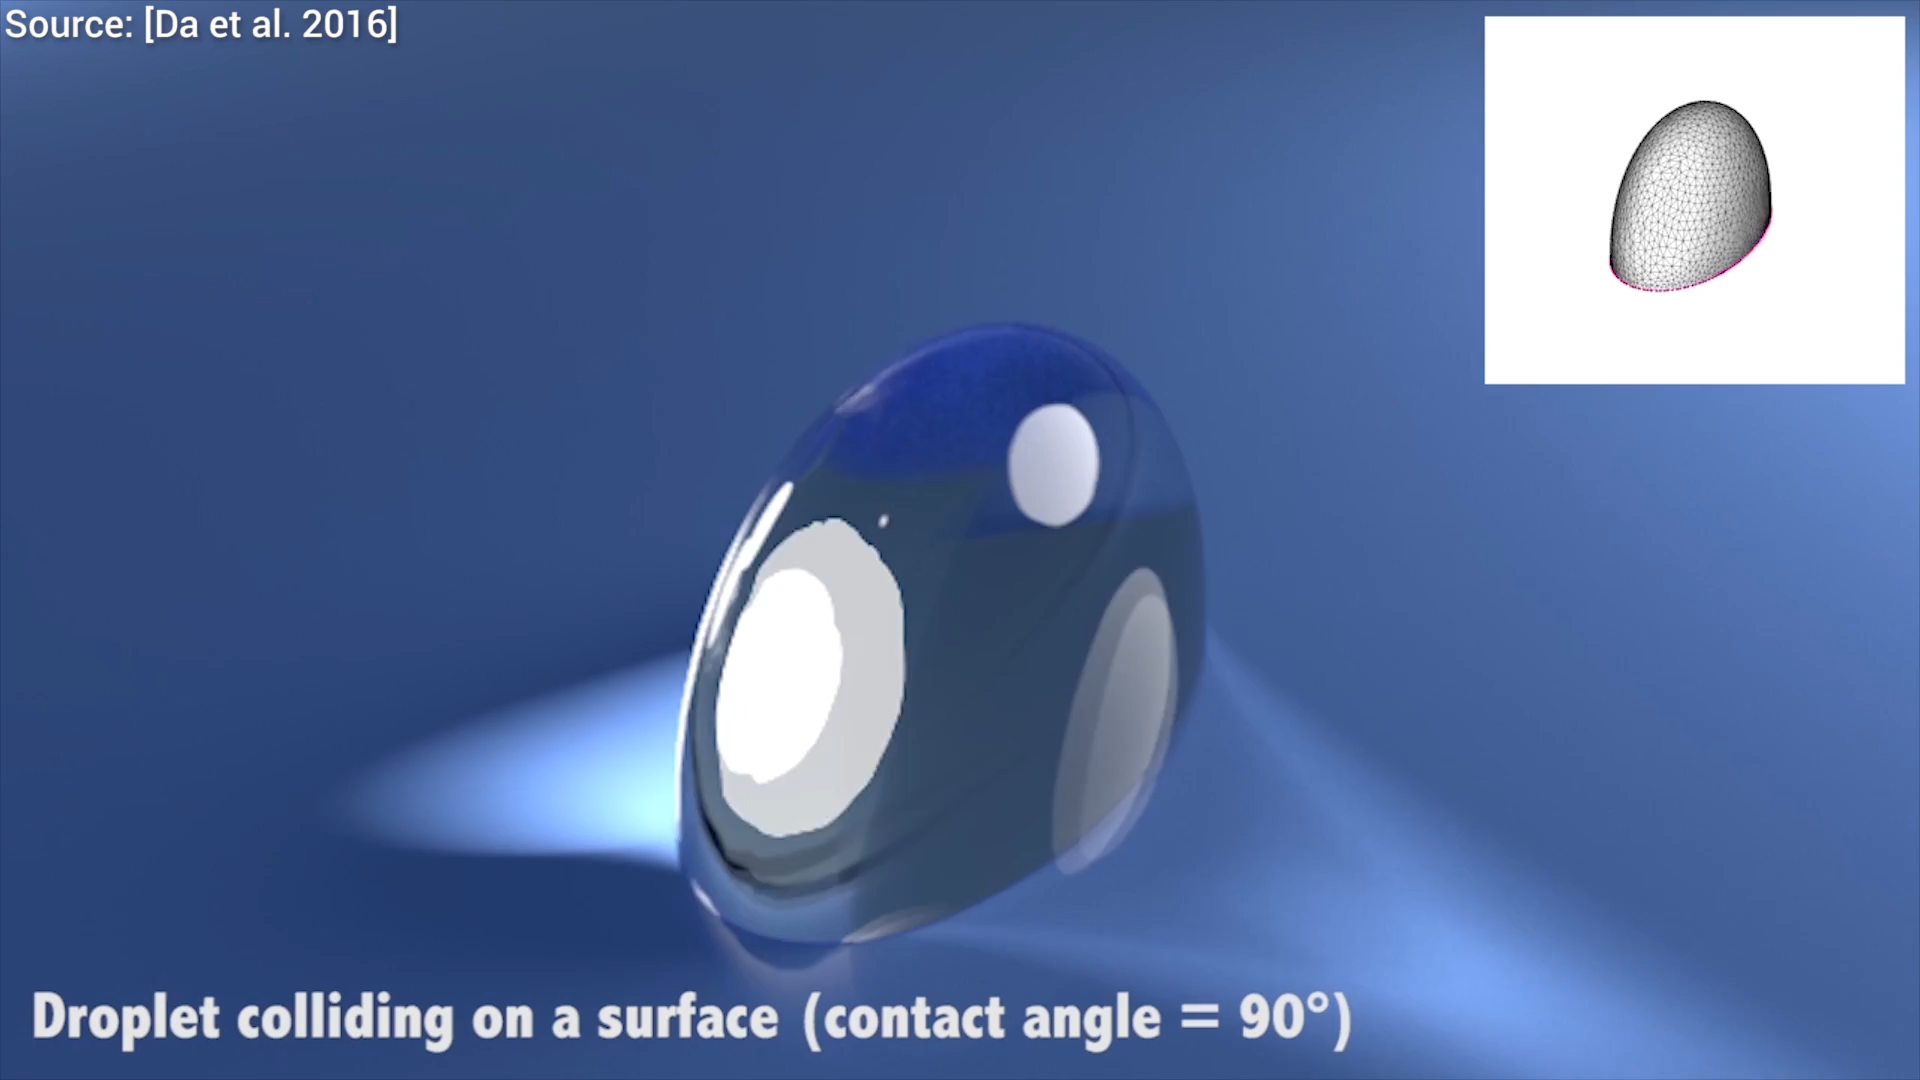 Source: [Da et al. 2016]
Droplet colliding on a surface (contact angle = 90°)